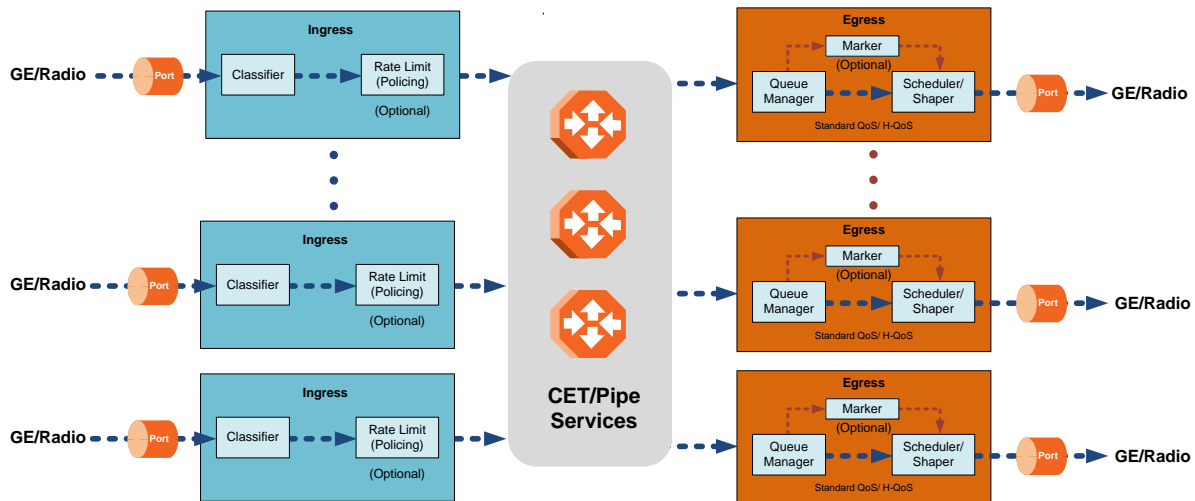 Ingress
GE/Radio
Port
Classifier
Rate Limit
(Policing)
(Optional)
Egress
Marker
(Optional)
Queue
Manager
Scheduler/
Shaper
Standard QoS/ H-QoS
Port
GE/Radio
Ingress
GE/Radio
Port
Classifier
Rate Limit
(Policing)
(Optional)
Egress
Marker
(Optional)
Queue
Manager
Scheduler/
Shaper
Standard QoS/ H-QoS
Port
GE/Radio
Ingress
GE/Radio
Port
Classifier
Rate Limit
(Policing)
(Optional)
CET/Pipe
Services
Egress
Marker
(Optional)
Queue
Manager
Scheduler/
Shaper
Standard QoS/ H-QoS
Port
GE/Radio